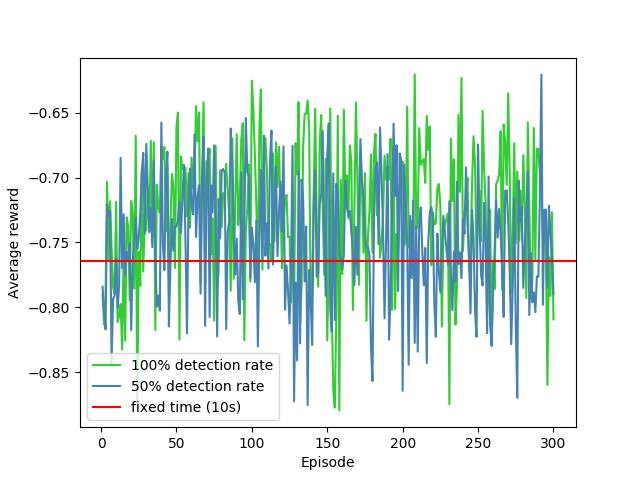 −0.65
−0.70
−0.75
−0.80
−0.85
Average reward
100% detection rate
50% detection rate
fixed time (10s)
0 50 100 150 200 250 300
Episode